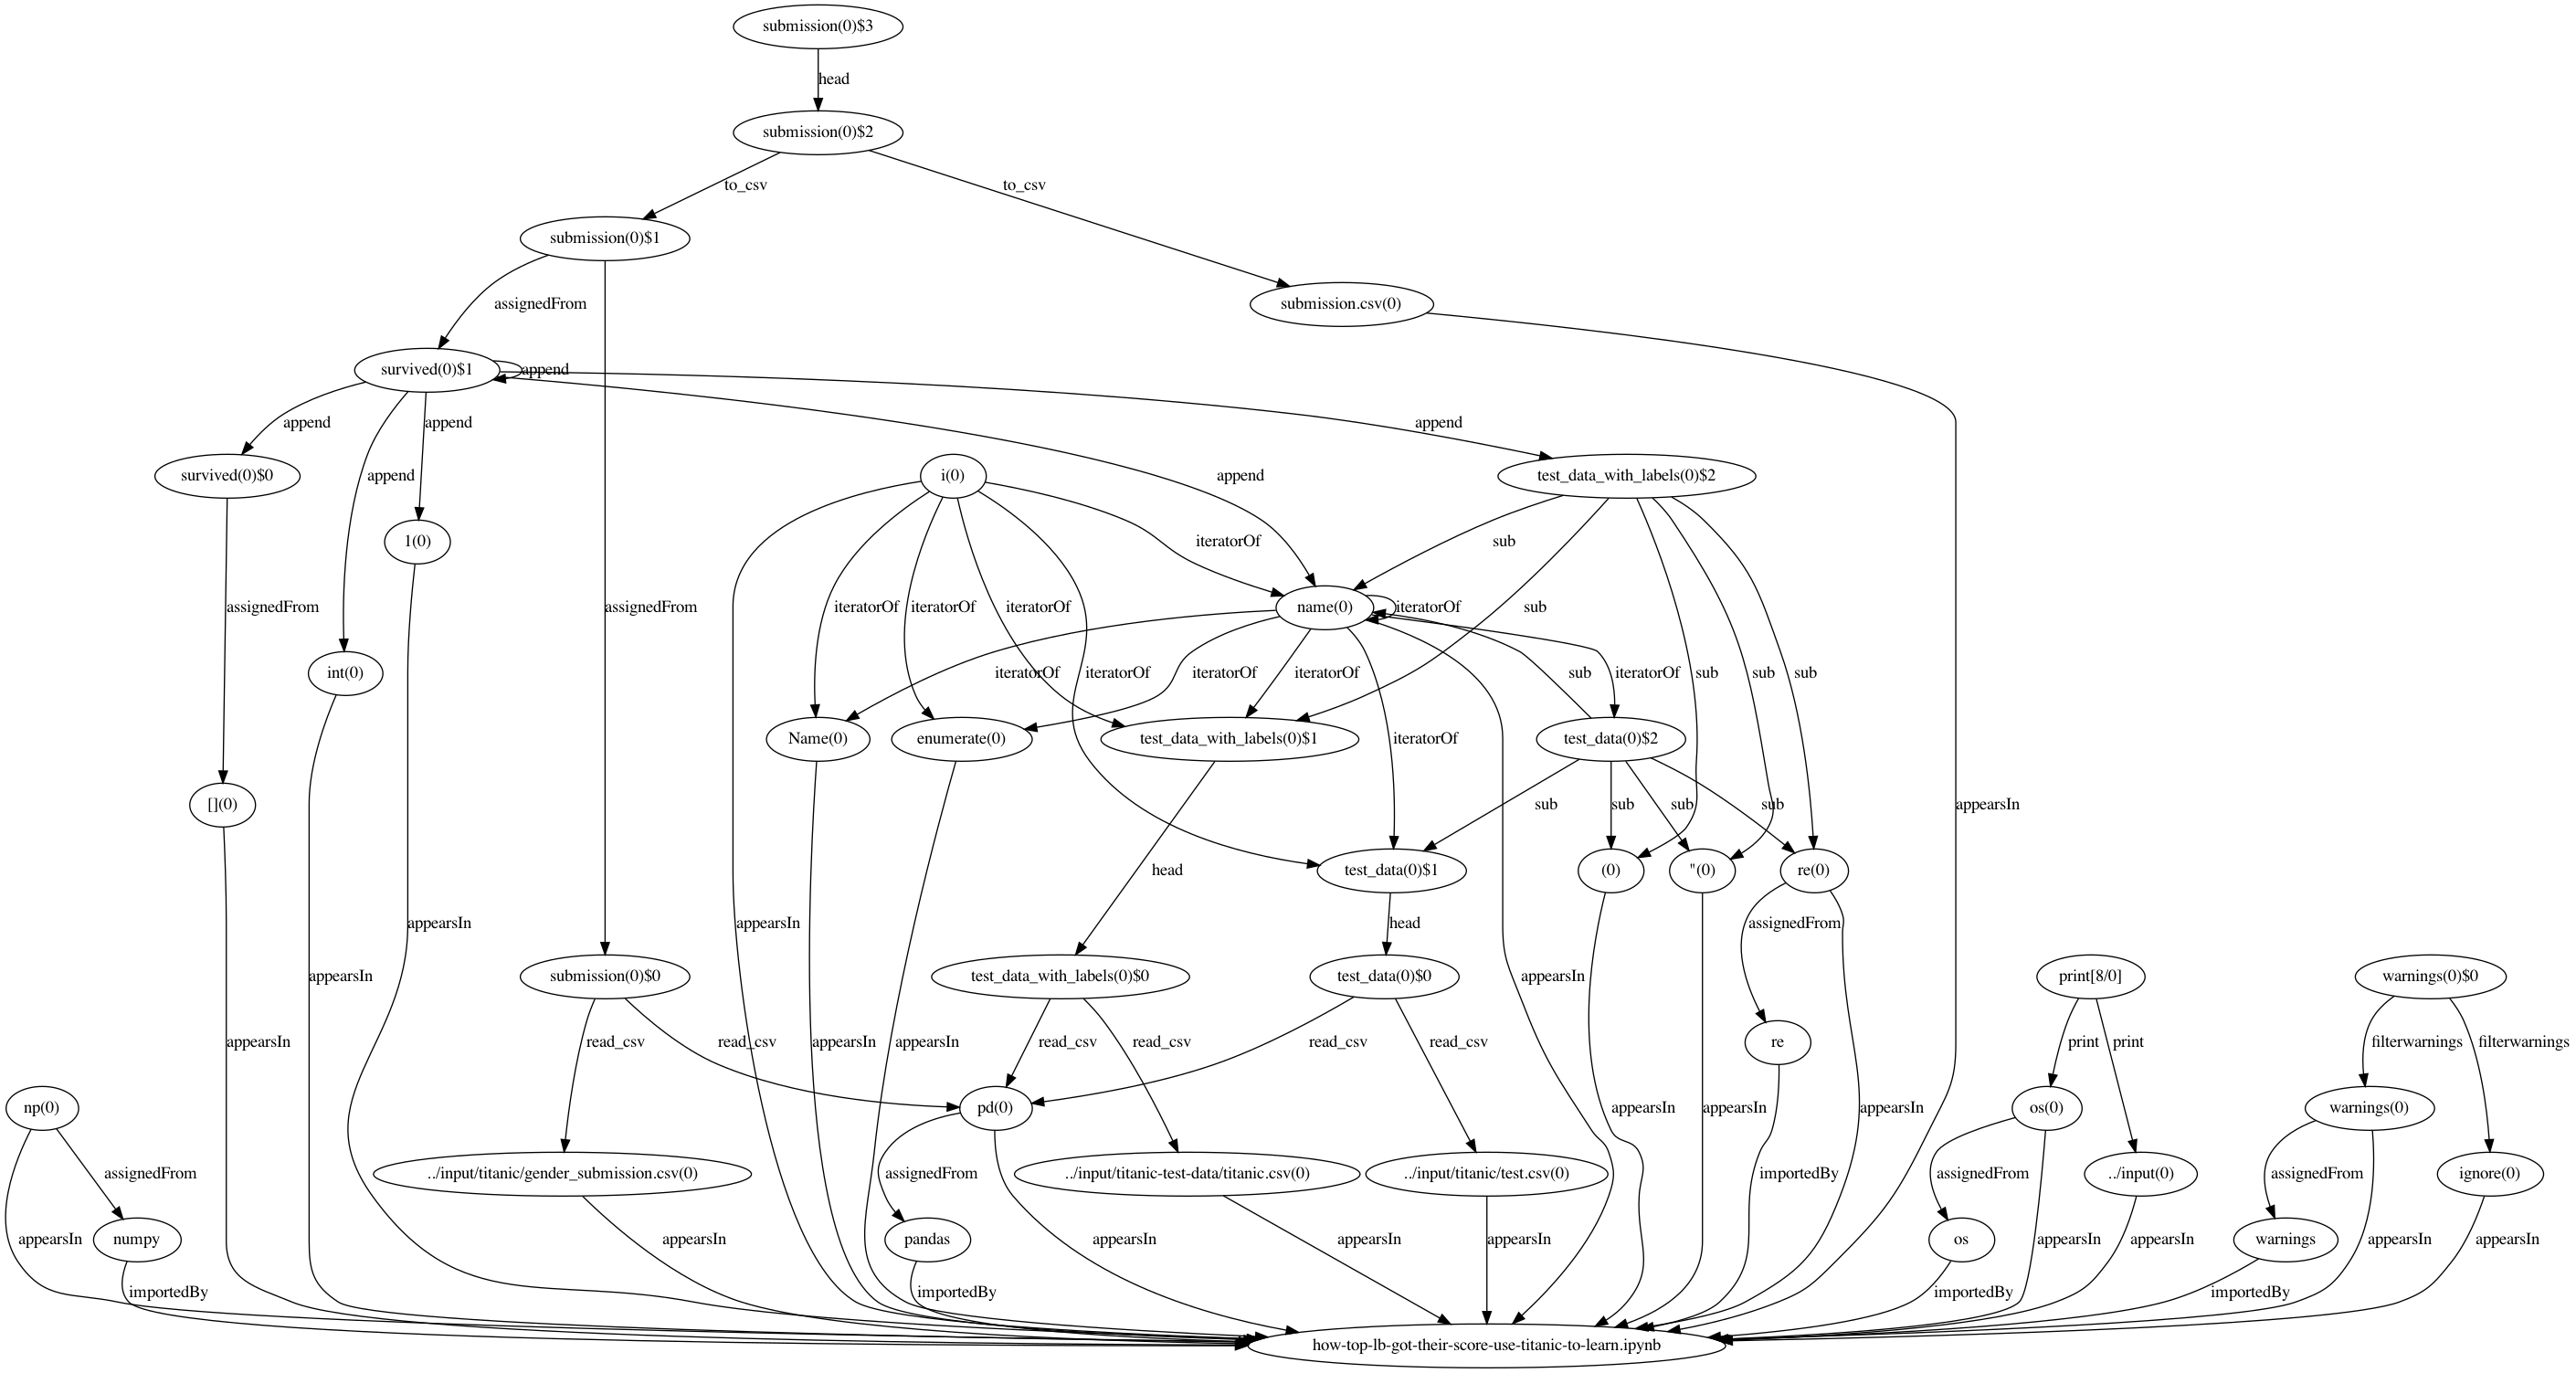 submission(0)$3
head
submission(0)$2
to_csv
to_csv
submission(0)$1
submission.csv(0)
assignedFrom
survived(0)$1
append
append
append
append
survived(0)$0
i(0)
append
append
test_data_with_labels(0)$2
1(0)
iteratorOf
sub
assignedFrom
assignedFrom
iteratorOf
iteratorOf
iteratorOf
name(0)
iteratorOf
sub
int(0)
iteratorOf
iteratorOf
iteratorOf
iteratorOf
sub
iteratorOf
sub
sub
sub
Name(0)
enumerate(0)
test_data_with_labels(0)$1
iteratorOf
test_data(0)$2
[](0)
sub
sub
sub
sub
appearsIn
head
test_data(0)$1
(0)
"(0)
re(0)
appearsIn
appearsIn
head
assignedFrom
appearsIn
submission(0)$0
test_data_with_labels(0)$0
test_data(0)$0
appearsIn
print[8/0]
warnings(0)$0
appearsIn
read_csv
read_csv
appearsIn
appearsIn
read_csv
read_csv
read_csv
read_csv
re
print
print
filterwarnings
filterwarnings
np(0)
pd(0)
appearsIn
appearsIn
appearsIn
os(0)
warnings(0)
assignedFrom
../input/titanic/gender_submission.csv(0)
assignedFrom
../input/titanic-test-data/titanic.csv(0)
../input/titanic/test.csv(0)
importedBy
assignedFrom
../input(0)
assignedFrom
ignore(0)
appearsIn
numpy
appearsIn
pandas
appearsIn
appearsIn
appearsIn
os
appearsIn
appearsIn
warnings
appearsIn
appearsIn
importedBy
importedBy
importedBy
importedBy
how-top-lb-got-their-score-use-titanic-to-learn.ipynb